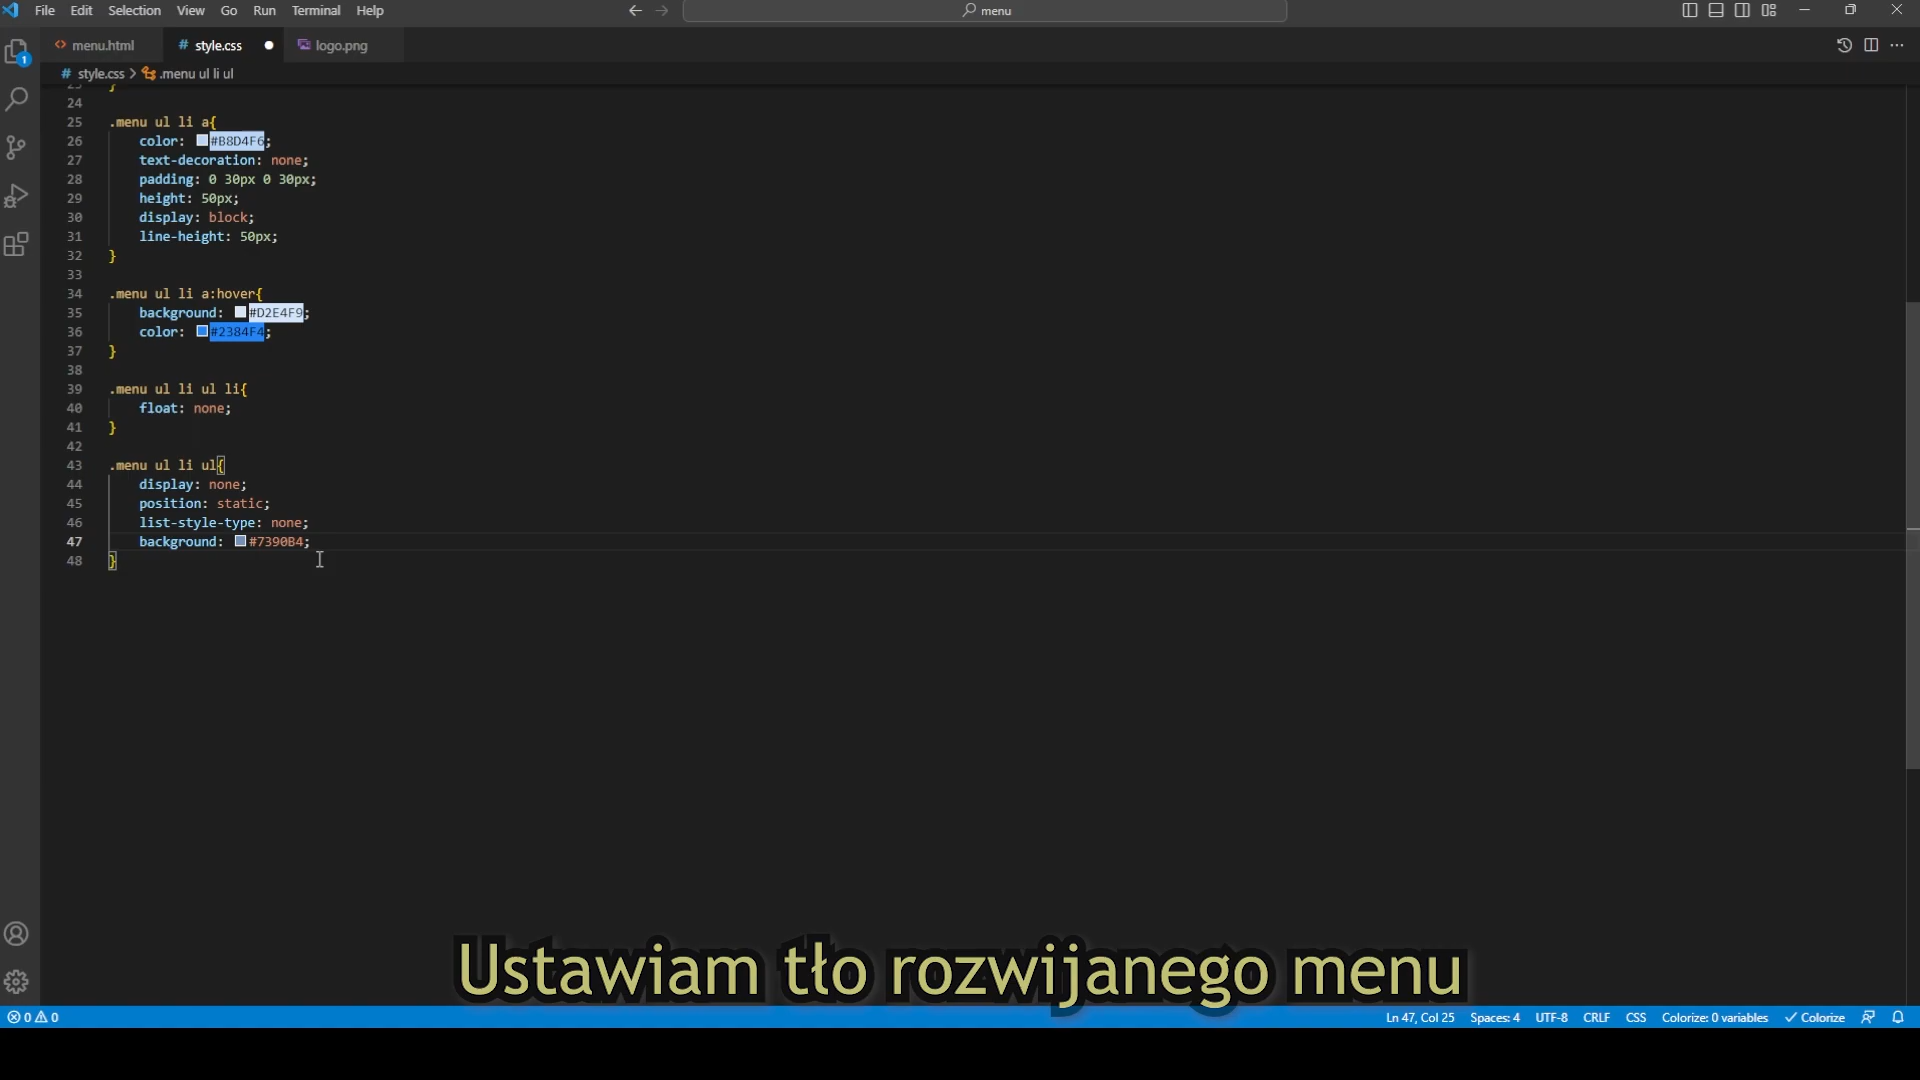 File Edit Selection View Go Run Terminal Help
menu
menu.html
# style.css
logo.png
1
# style.css > .menu ul li ul
23 }
24
25 .menu ul li a{
26 color: #B8D4F6;
27 text-decoration: none;
28 padding: 0 30px 0 30px;
29 height: 50px;
30 display: block;
31 line-height: 50px;
32 }
33
34 .menu ul li a:hover{
35 background: #D2E4F9;
36 color: #2384F4;
37 }
38
39 .menu ul li ul li{
40 float: none;
41 }
42
43 .menu ul li ul{
44 display: none;
45 position: static;
46 list-style-type: none;
47 background: #7390B4;
48 }
Ustawiam tło rozwijanego menu
0 0 Ln 47, Col 25 Spaces: 4 UTF-8 CRLF CSS Colorize: 0 variables Colorize